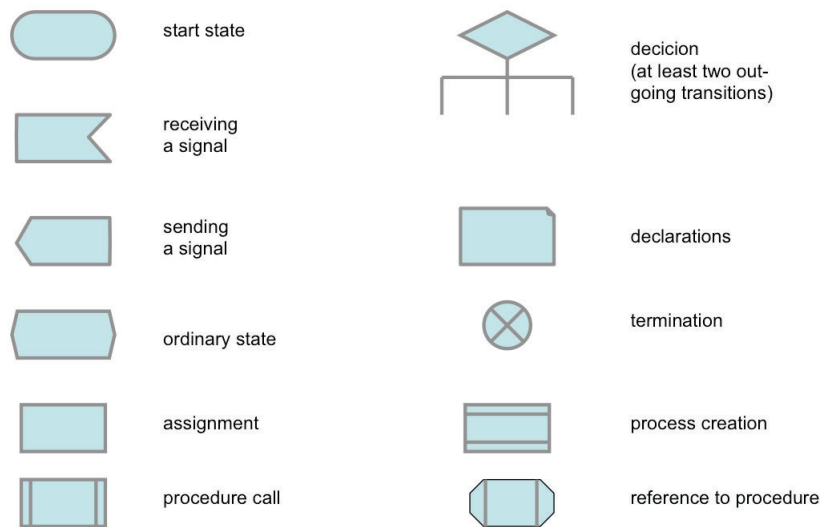 start state
receiving
a signal
sending
a signal
ordinary state
assignment
procedure call
decicion
(at least two out-
going transitions)
declarations
termination
process creation
reference to procedure